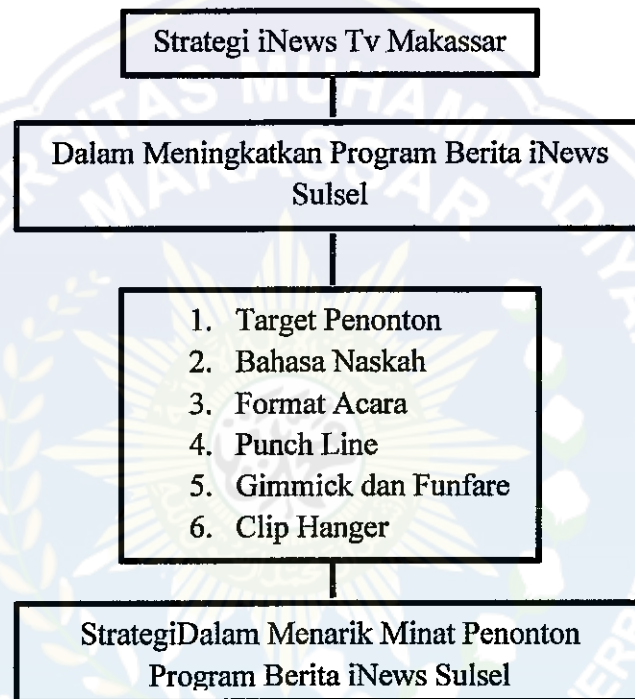 Strategi iNews Tv Makassar
Dalam Meningkatkan Program Berita iNews
Sulsel
1. Target Penonton
2. Bahasa Naskah
3. Format Acara
4. Punch Line
5. Gimmick dan Funfare
6. Clip Hanger
StrategiDalam Menarik Minat Penonton
Program Berita iNews Sulsel